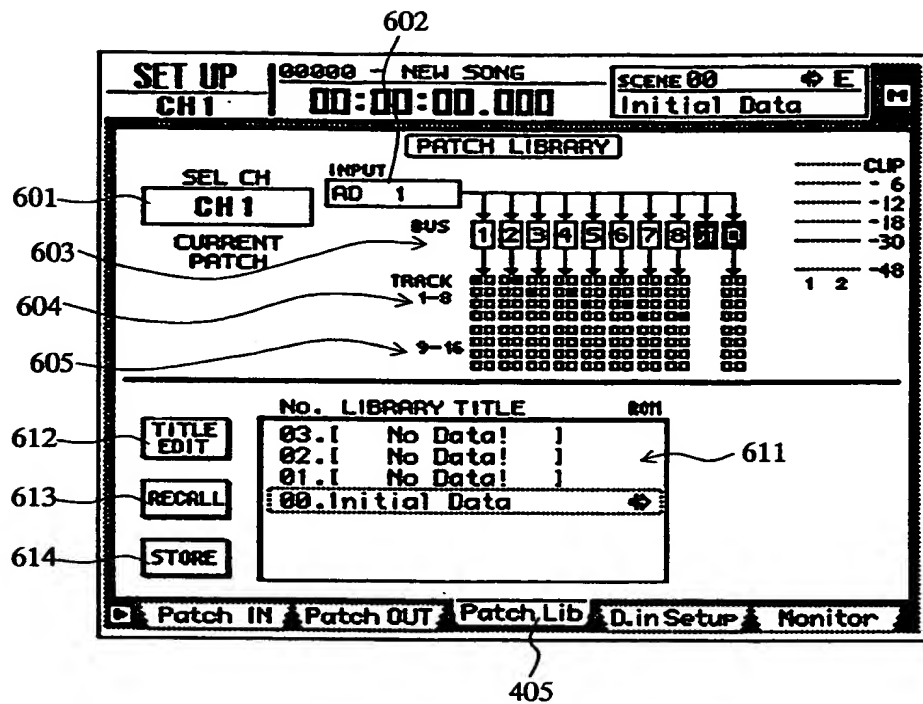 602
SET UP
CH1
00000 - NEW SONG
00:00:00.000
SCENE 00 E
Initial Data
PATCH LIBRARY
601
SEL CH
CH1
INPUT
AD 1
CURRENT
PATCH
603
BUS
1 2 3 4 5 6 7 8
CLIP
- 6
-12
-18
-30
-48
1 2
604
TRACK
1-8
605
9-16
No. LIBRARY TITLE ROM
03.[ No Data! ]
02.[ No Data! ]
01.[ No Data! ]
00.Initial Data
611
612
TITLE
EDIT
613
RECALL
614
STORE
Patch IN Patch OUT Patch Lib D.in Setup Monitor
405